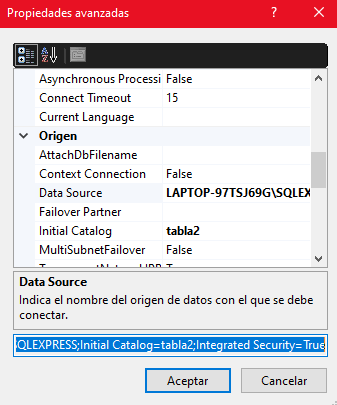 Propiedades avanzadas
Asynchronous Processi False
Connect Timeout 15
Current Language
Origen
AttachDbFilename
Context Connection False
Data Source LAPTOP-97TSJ69G\SQLEX
Failover Partner
Initial Catalog tabla2
MultiSubnetFailover False
Data Source
Indica el nombre del origen de datos con el que se debe
conectar.
SQLEXPRESS;Initial Catalog=tabla2;Integrated Security=True
Aceptar
Cancelar